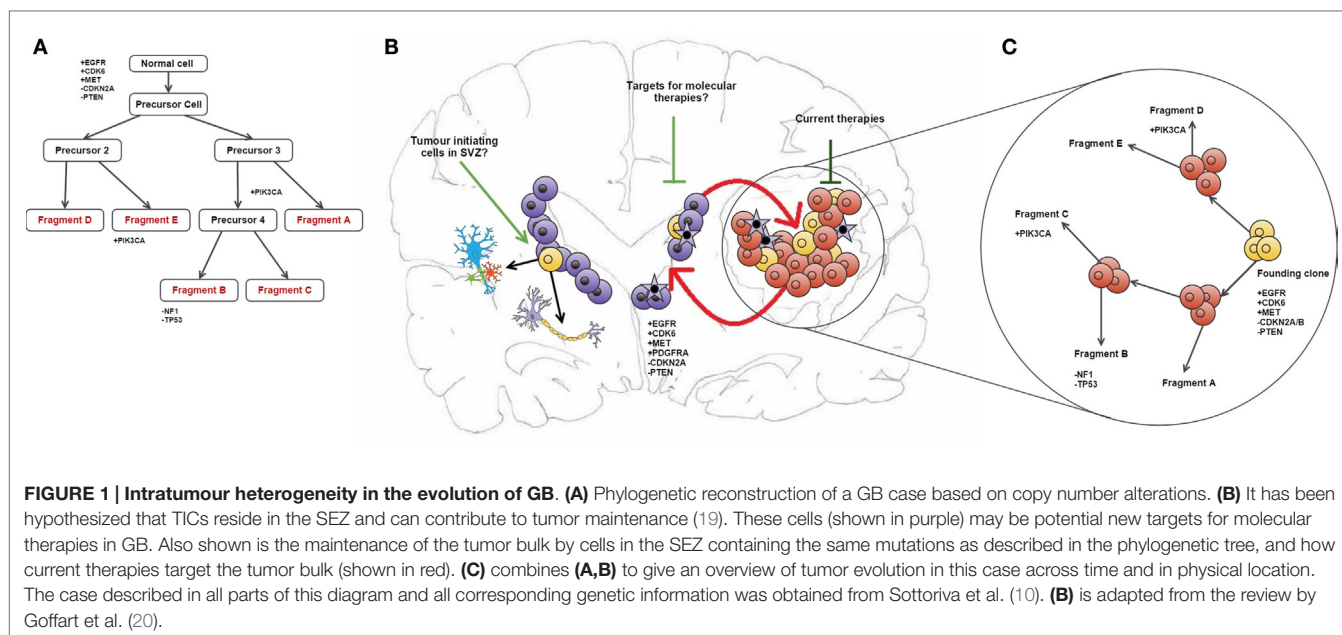 A
+EGFR
+CDK6
+MET
-CDKN2A
-PTEN
Normal cell
Precursor Cell
Precursor 2
Precursor 3
+PIK3CA
Fragment D
Fragment E
Precursor 4
Fragment A
+PIK3CA
Fragment B
Fragment C
-NF1
-TP53
B
Targets for molecular
therapies?
Tumour initiating
cells in SVZ?
Current therapies
+EGFR
+CDK6
+MET
+PDGFRA
-CDKN2A
-PTEN
C
Fragment D
+PIK3CA
Fragment E
Fragment C
+PIK3CA
Founding clone
+EGFR
+CDK6
+MET
-CDKN2A/B
-PTEN
Fragment B
-NF1
-TP53
Fragment A
FIGURE 1 | Intratumour heterogeneity in the evolution of GB. (A) Phylogenetic reconstruction of a GB case based on copy number alterations. (B) It has been
hypothesized that TICs reside in the SEZ and can contribute to tumor maintenance (19). These cells (shown in purple) may be potential new targets for molecular
therapies in GB. Also shown is the maintenance of the tumor bulk by cells in the SEZ containing the same mutations as described in the phylogenetic tree, and how
current therapies target the tumor bulk (shown in red). (C) combines (A,B) to give an overview of tumor evolution in this case across time and in physical location.
The case described in all parts of this diagram and all corresponding genetic information was obtained from Sottoriva et al. (10). (B) is adapted from the review by
Goffart et al. (20).